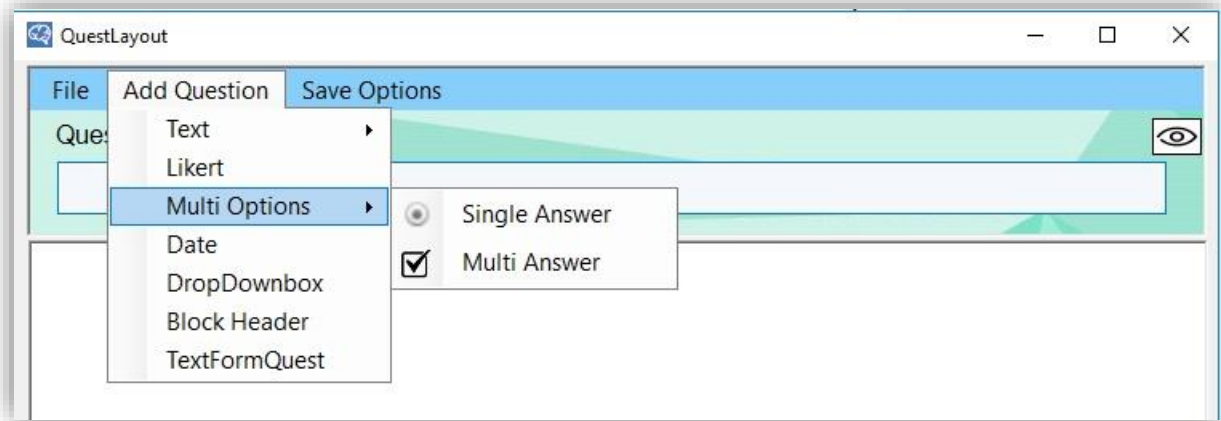 QuestLayout
File Add Question Save Options
Ques
Text
Likert
Multi Options
Single Answer
Date
Multi Answer
DropDownbox
Block Header
TextFormQuest